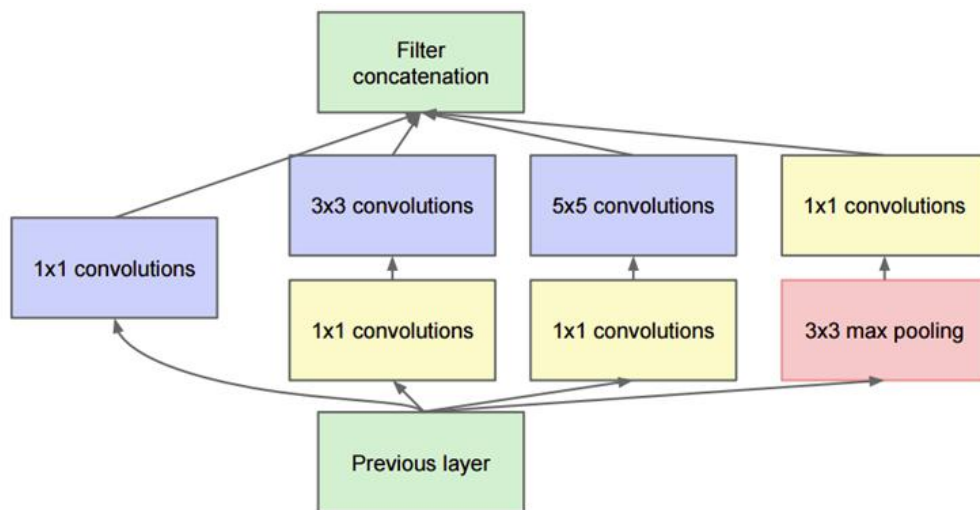 Filter
concatenation
3x3 convolutions
5x5 convolutions
1x1 convolutions
1x1 convolutions
1x1 convolutions
1x1 convolutions
3x3 max pooling
Previous layer